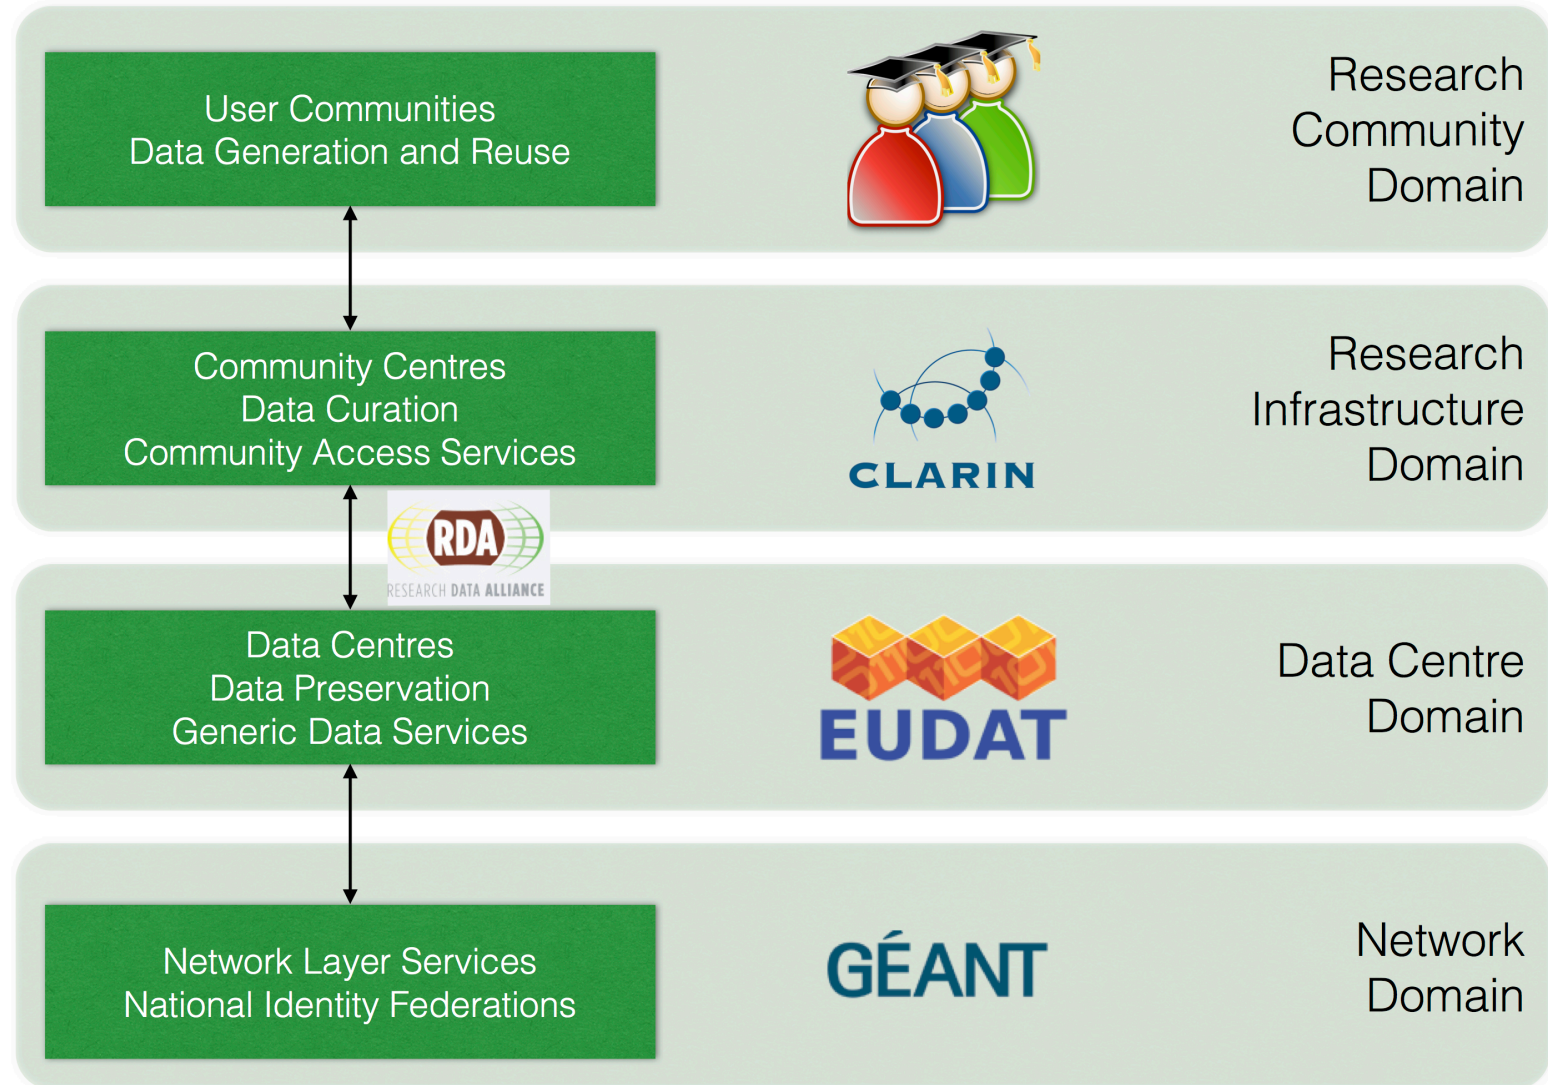 User Communities
Data Generation and Reuse
Research
Community
Domain
Community Centres
Data Curation
Community Access Services
CLARIN
Research
Infrastructure
Domain
RDA
RESEARCH DATA ALLIANCE
Data Centres
Data Preservation
Generic Data Services
EUDAT
Data Centre
Domain
Network Layer Services
National Identity Federations
GÉANT
Network
Domain